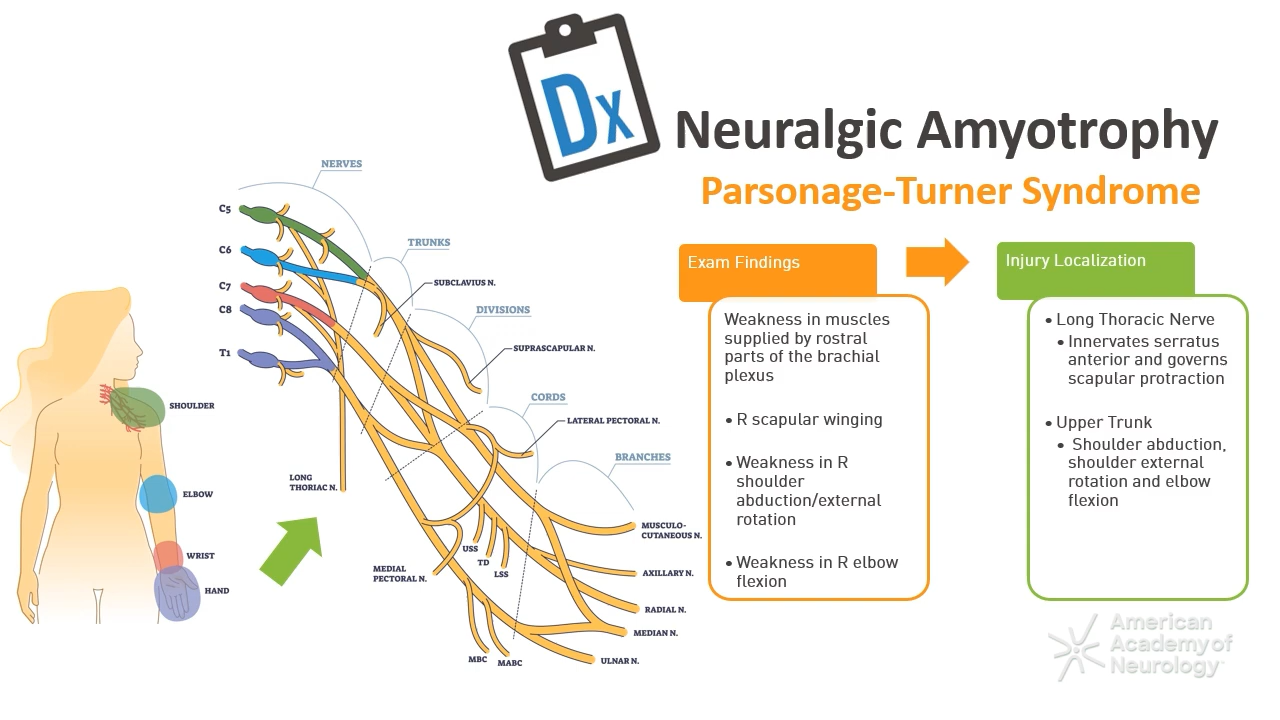 Dx
Neuralgic Amyotrophy
Parsonage-Turner Syndrome
NERVES
C5
C6
C7
C8
T1
TRUNKS
SUBCLAVIUS N.
DIVISIONS
SUPRASCAPULAR N.
CORDS
LATERAL PECTORAL N.
BRANCHES
LONG
THORIAC N.
MUSCULO-
CUTANEOUS N.
USS
TD
LSS
MEDIAL
PECTORAL N.
AXILLARY N.
RADIAL N.
MEDIAN N.
MBC
MABC
ULNAR N.
SHOULDER
ELBOW
WRIST
HAND
Exam Findings
Weakness in muscles
supplied by rostral
parts of the brachial
plexus
• R scapular winging
• Weakness in R
shoulder
abduction/external
rotation
• Weakness in R elbow
flexion
Injury Localization
• Long Thoracic Nerve
• Innervates serratus
anterior and governs
scapular protraction
• Upper Trunk
• Shoulder abduction,
shoulder external
rotation and elbow
flexion
American
Academy of
Neurology™